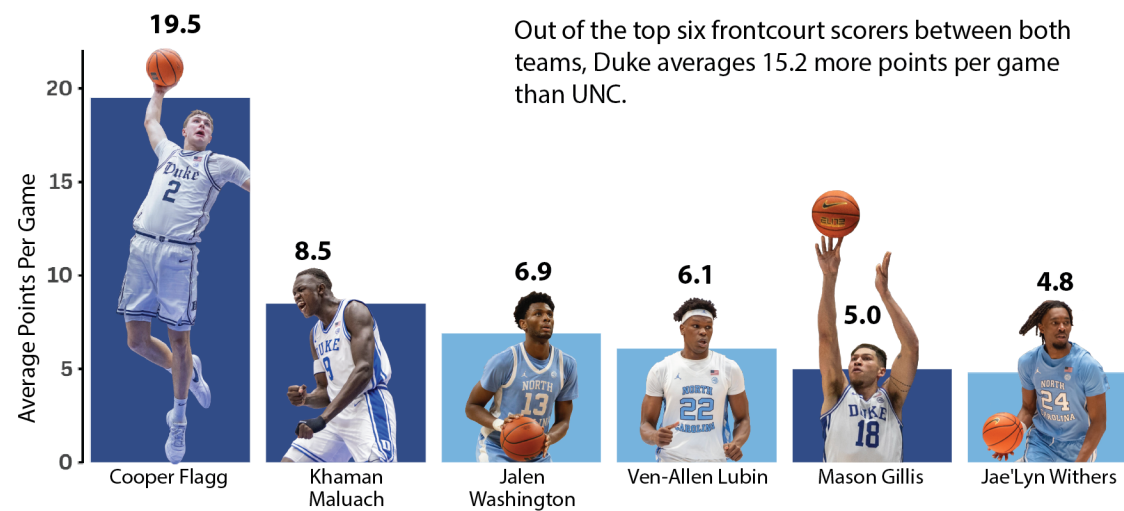 19.5
Out of the top six frontcourt scorers between both
teams, Duke averages 15.2 more points per game
than UNC.
Average Points Per Game
20
15
10
5
0
Duke
2
8.5
DUKE
9
6.9
NORTH
13
6.1
NORTH
22
CAROLINA
5.0
DUKE
18
4.8
NORTH
24
CAROLINA
Cooper Flagg
Khaman
Maluach
Jalen
Washington
Ven-Allen Lubin
Mason Gillis
Jae'Lyn Withers